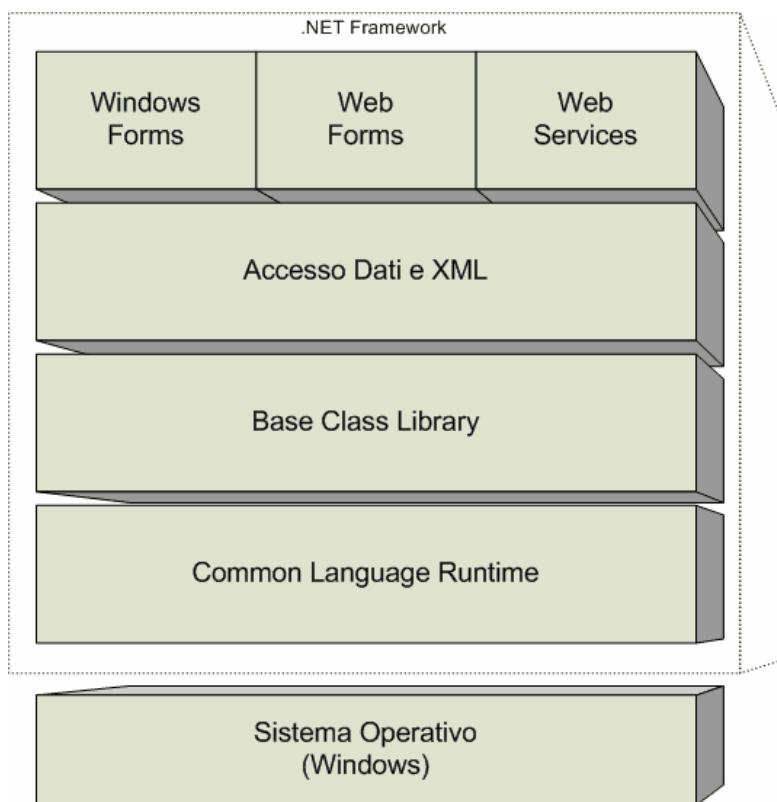 .NET Framework
Windows
Forms
Web
Forms
Web
Services
Accesso Dati e XML
Base Class Library
Common Language Runtime
Sistema Operativo
(Windows)